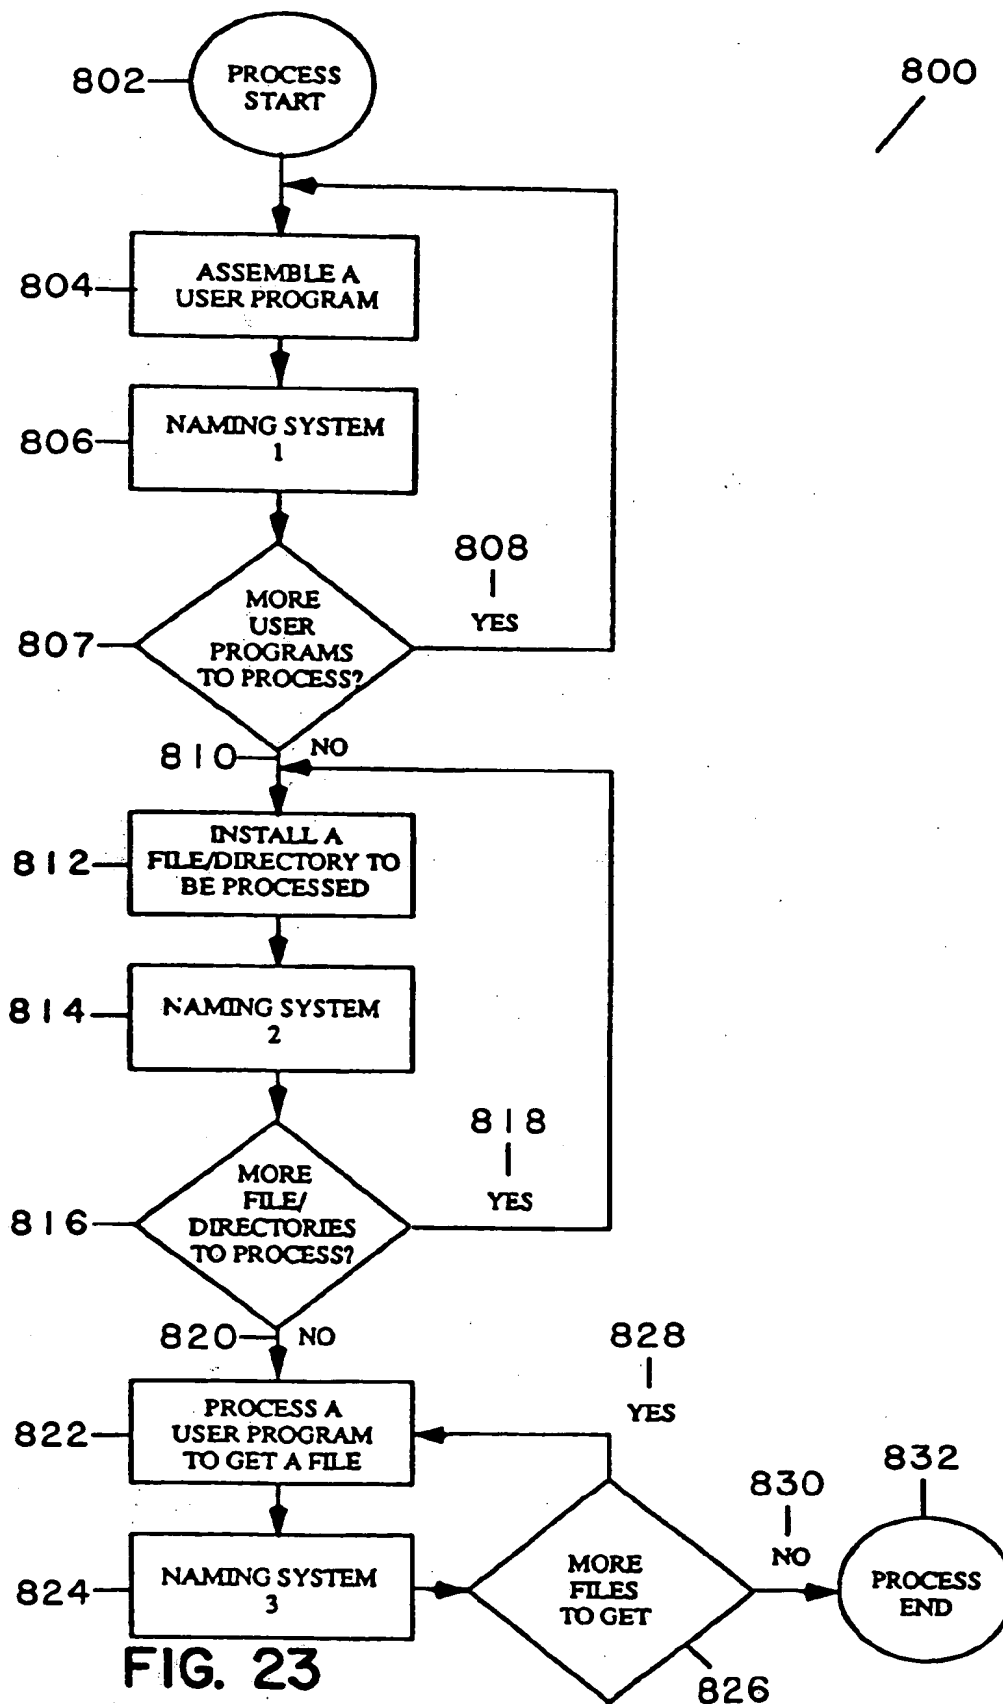 802
PROCESS
START
800
804
ASSEMBLE A
USER PROGRAM
806
NAMING SYSTEM
1
808
YES
807
MORE
USER
PROGRAMS
TO PROCESS?
810
NO
812
INSTALL A
FILE/DIRECTORY TO
BE PROCESSED
814
NAMING SYSTEM
2
818
YES
816
MORE
FILE/
DIRECTORIES
TO PROCESS?
820
NO
828
YES
822
PROCESS A
USER PROGRAM
TO GET A FILE
832
830
NO
824
NAMING SYSTEM
3
MORE
FILES
TO GET
PROCESS
END
826
FIG. 23